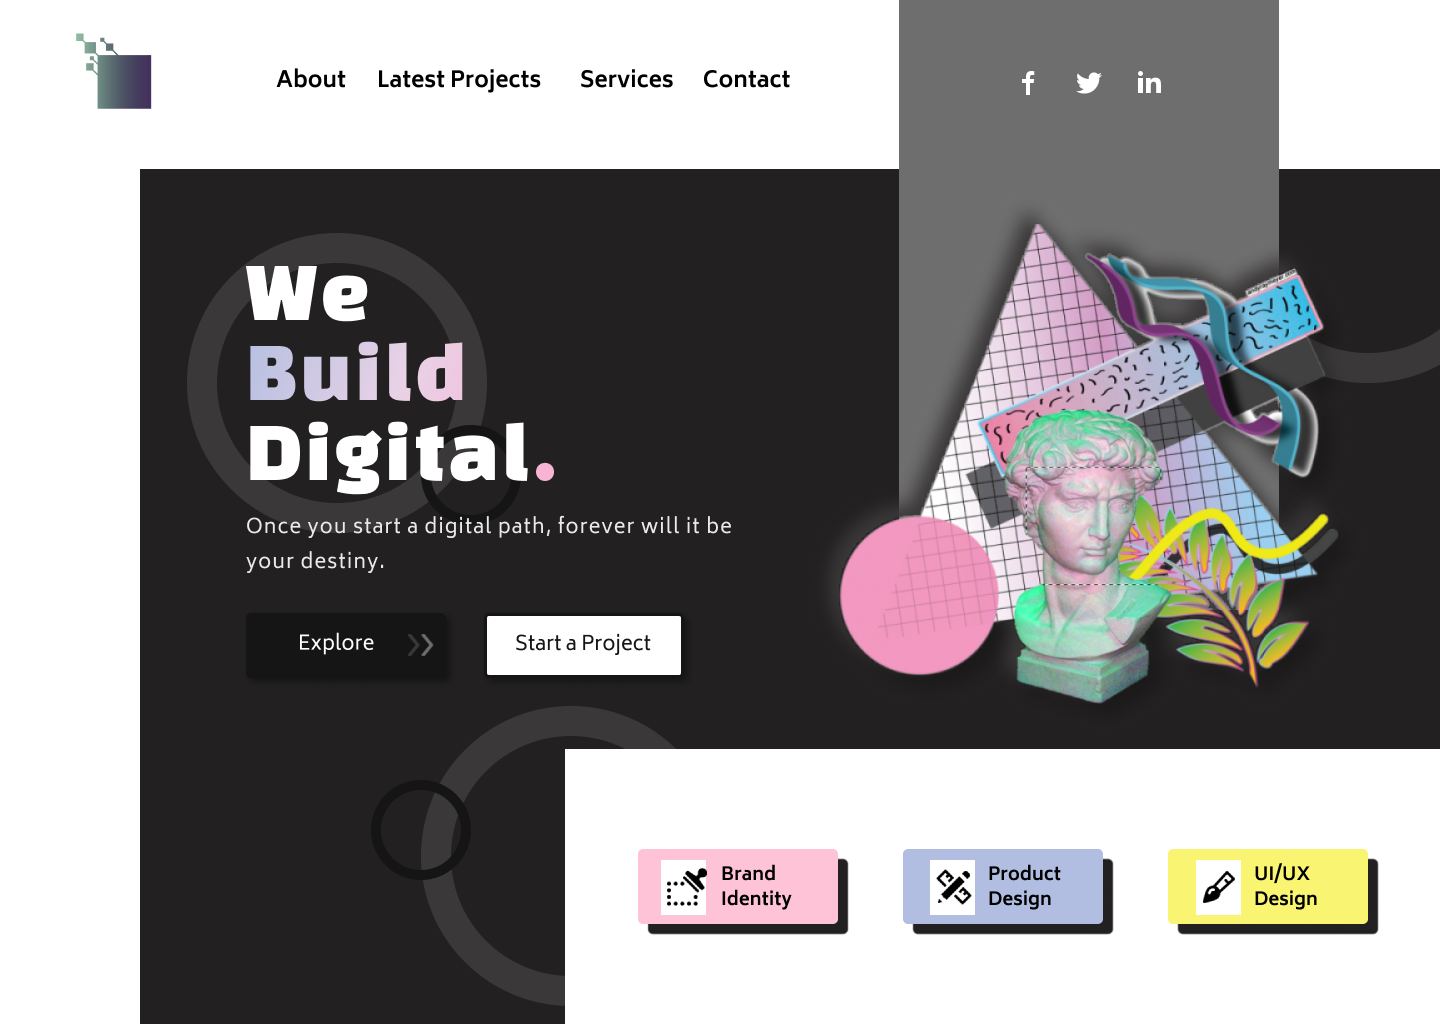 About Latest Projects Services Contact
We
Build
Digital.
Once you start a digital path, forever will it be
your destiny.
Explore
Start a Project
Brand
Identity
Product
Design
UI/UX
Design